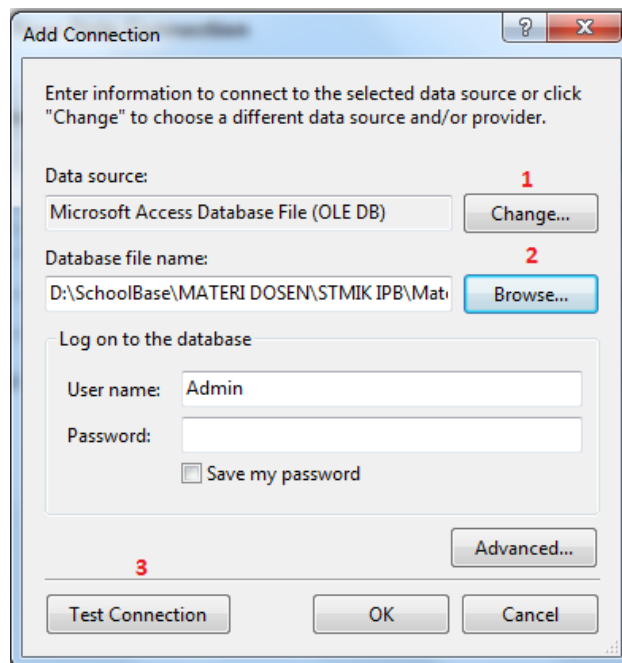 Add Connection
Enter information to connect to the selected data source or click
"Change" to choose a different data source and/or provider.
Data source:
1
Microsoft Access Database File (OLE DB)
Change...
Database file name:
2
D:\SchoolBase\MATERI DOSEN\STMIK IPB\Mate
Browse...
Log on to the database
User name:
Admin
Password:
Save my password
Advanced...
3
Test Connection
OK
Cancel